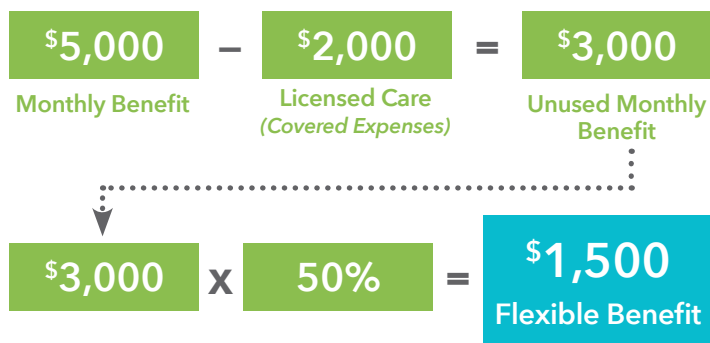 $5,000 – $2,000 = $3,000
Monthly Benefit
Licensed Care
(Covered Expenses)
Unused Monthly
Benefit
$3,000 x 50% = $1,500
Flexible Benefit